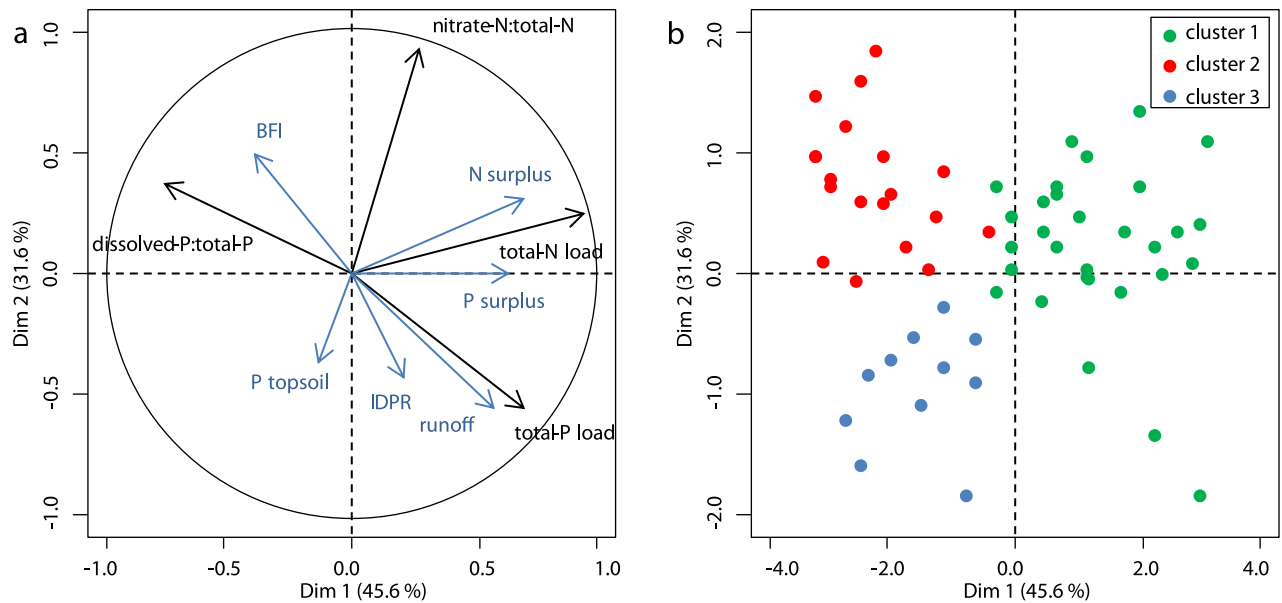 a
nitrate-N:total-N
BFI
N surplus
dissolved-P:total-P
total-N load
P surplus
P topsoil
IDPR
runoff
total-P load
1.0
0.5
0.0
-0.5
-1.0
Dim 2 (31.6 %)
-1.0
-0.5
0.0
0.5
1.0
Dim 1 (45.6 %)
b
cluster 1
cluster 2
cluster 3
2.0
1.0
0.0
-1.0
-2.0
Dim 2 (31.6 %)
-4.0
-2.0
0.0
2.0
4.0
Dim 1 (45.6 %)